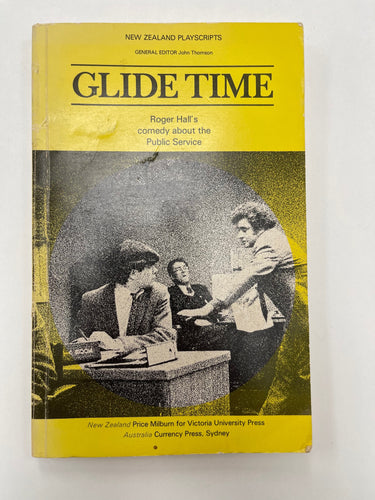 NEW ZEALAND PLAYSCRIPTS
GENERAL EDITOR John Thomson
GLIDE TIME
Roger Hall's
comedy about the
Public Service
New Zealand Price Milburn for Victoria University Press
Australia Currency Press, Sydney